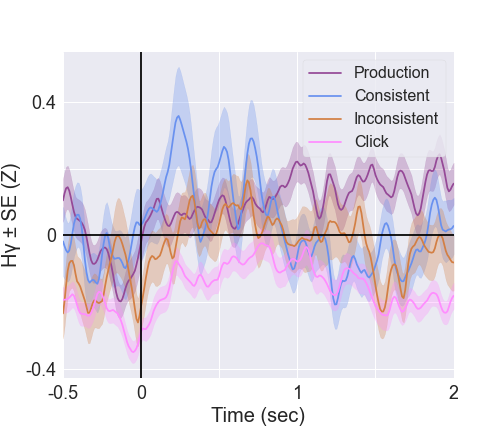 Production
Consistent
Inconsistent
Click
Hγ ± SE (Z)
0.4
0
-0.4
-0.5 0 1 2
Time (sec)